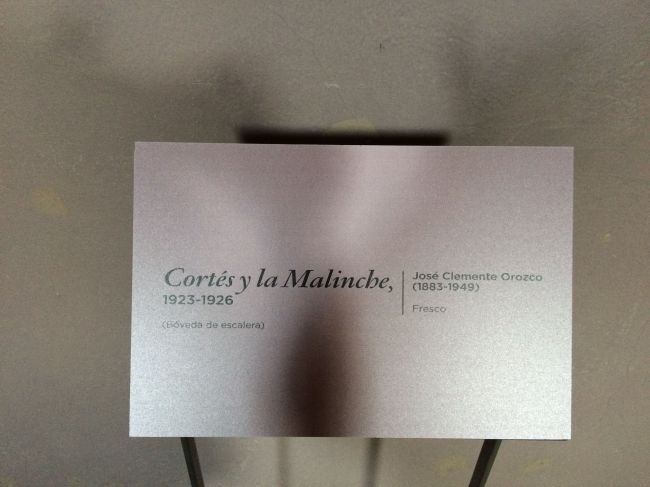 Cortés y la Malinche,
1923-1926
(Bóveda de escalera)
José Clemente Orozco
(1883-1949)
Fresco